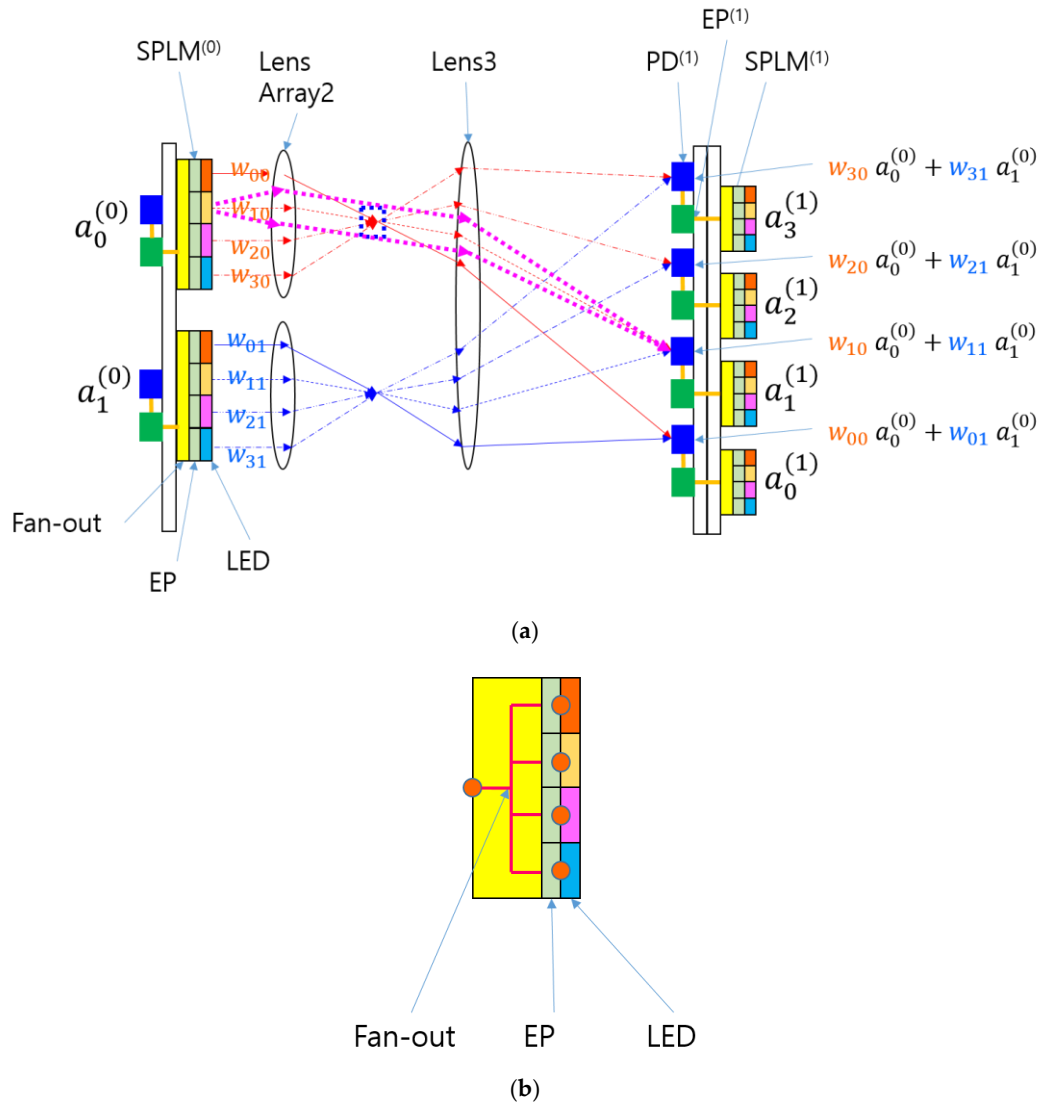 EP⁽¹⁾
SPLM⁽⁰⁾
Lens
Array2
Lens3
PD⁽¹⁾
SPLM⁽¹⁾
w₀₀
w₁₀
w₂₀
w₃₀
a₀⁽⁰⁾
w₀₁
w₁₁
w₂₁
w₃₁
a₁⁽⁰⁾
w₃₀ a₀⁽⁰⁾ + w₃₁ a₁⁽⁰⁾
a₃⁽¹⁾
w₂₀ a₀⁽⁰⁾ + w₂₁ a₁⁽⁰⁾
a₂⁽¹⁾
w₁₀ a₀⁽⁰⁾ + w₁₁ a₁⁽⁰⁾
a₁⁽¹⁾
w₀₀ a₀⁽⁰⁾ + w₀₁ a₁⁽⁰⁾
a₀⁽¹⁾
Fan-out
EP
LED
(a)
Fan-out
EP
LED
(b)